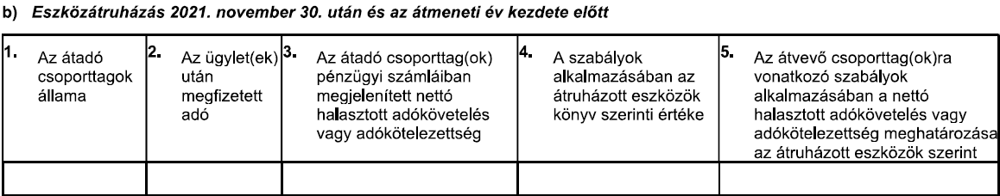 b) Eszközátruházás 2021. november 30. után és az átmeneti év kezdete előtt
1. Az átadó
csoporttagok
állama
2. Az ügylet(ek)
után
megfizetett
adó
3. Az átadó csoporttag(ok)
pénzügyi számláiban
megjelenített nettó
halasztott adókövetelés
vagy adókötelezettség
4. A szabályok
alkalmazásában az
átruházott eszközök
könyv szerinti értéke
5. Az átvevő csoporttag(ok)ra
vonatkozó szabályok
alkalmazásában a nettó
halasztott adókövetelés vagy
adókötelezettség meghatározása
az átruházott eszközök szerint